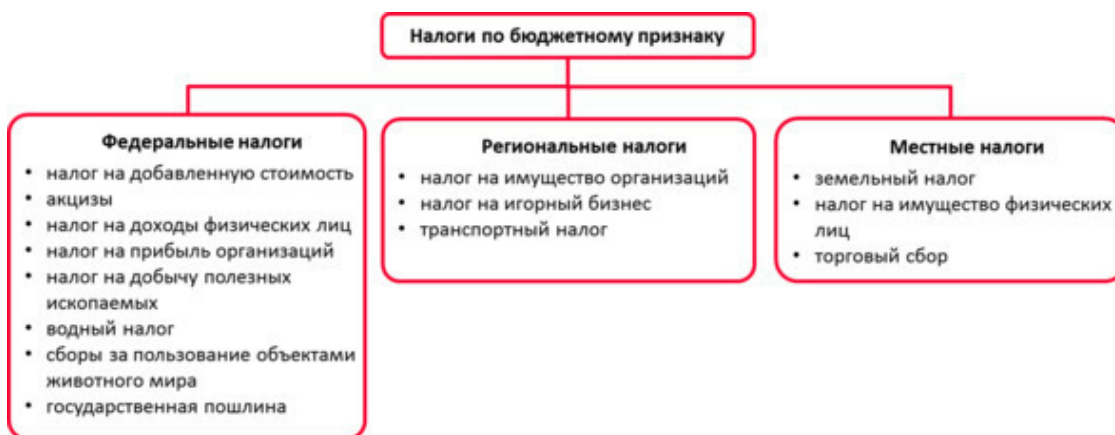 Налоги по бюджетному признаку
Федеральные налоги
• налог на добавленную стоимость
• акцизы
• налог на доходы физических лиц
• налог на прибыль организаций
• налог на добычу полезных
ископаемых
• водный налог
• сборы за пользование объектами
животного мира
• государственная пошлина
Региональные налоги
• налог на имущество организаций
• налог на игорный бизнес
• транспортный налог
Местные налоги
• земельный налог
• налог на имущество физических
лиц
• торговый сбор